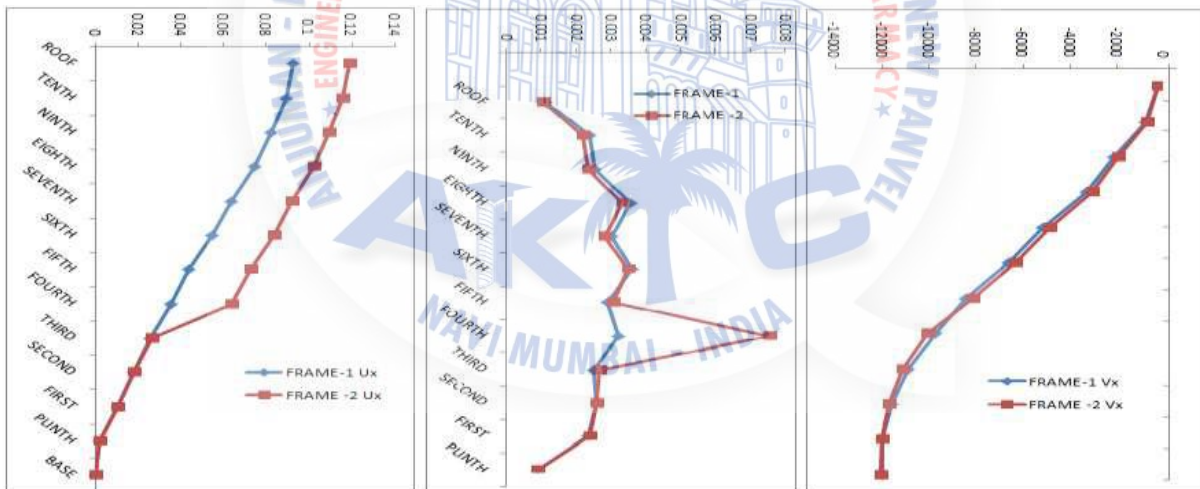 0 0.02 0.04 0.06 0.08 0.1 0.12 0.14
ROOF
TENTH
NINTH
EIGHTH
SEVENTH
SIXTH
FIFTH
FOURTH
THIRD
SECOND
FIRST
PLINTH
BASE
FRAME-1 Ux
FRAME -2 Ux
0 0.001 0.002 0.003 0.004 0.005 0.006 0.007 0.008
ROOF
TENTH
NINTH
EIGHTH
SEVENTH
SIXTH
FIFTH
FOURTH
THIRD
SECOND
FIRST
PLINTH
FRAME-1
FRAME -2
-14000 -12000 -10000 -8000 -6000 -4000 -2000 0
FRAME-1 Vx
FRAME -2 Vx
AKTC
NAVI MUMBAI - INDIA
PANVEL